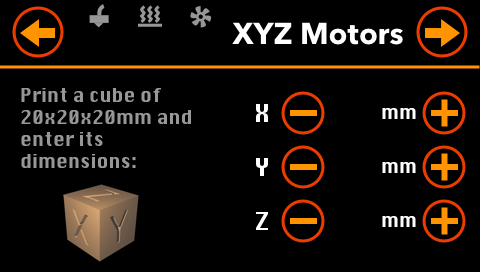 XYZ Motors
Print a cube of
20x20x20mm and
enter its
dimensions:
X mm
Y mm
Z mm
Z
X Y